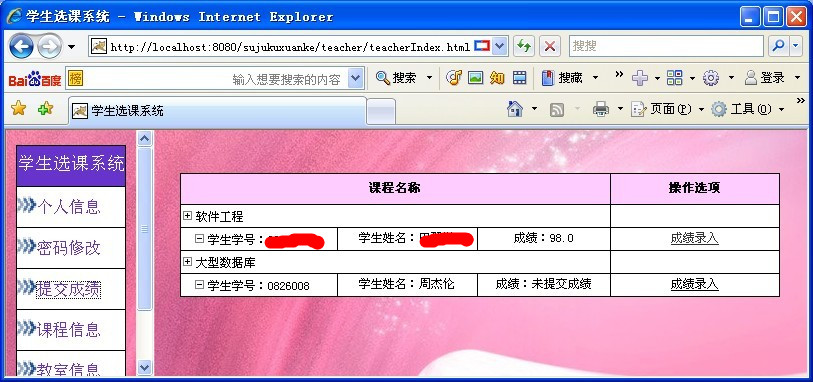 学生选课系统 - Windows Internet Explorer
http://localhost:8080/sujukuxuanke/teacher/teacherIndex.html
搜搜
Bai百度
输入想要搜索的内容
搜索
知
搜藏
»
登录
学生选课系统
页面(P)
工具(O)
»
学生选课系统
个人信息
密码修改
提交成绩
课程信息
教室信息
课程名称
操作选项
软件工程
学生学号:
学生姓名:
成绩:98.0
成绩录入
大型数据库
学生学号:0826008
学生姓名:周杰伦
成绩:未提交成绩
成绩录入